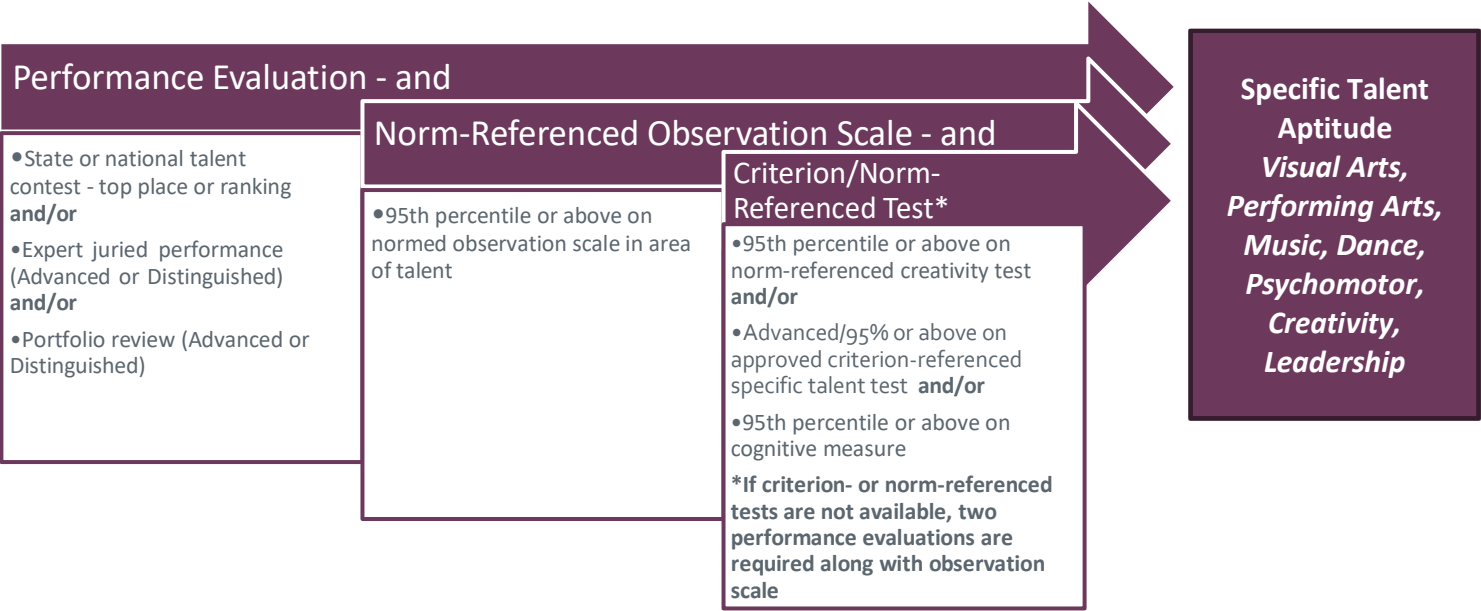 Performance Evaluation - and
•State or national talent
contest - top place or ranking
and/or
•Expert juried performance
(Advanced or Distinguished)
and/or
•Portfolio review (Advanced or
Distinguished)
Norm-Referenced Observation Scale - and
•95th percentile or above on
normed observation scale in area
of talent
Criterion/Norm-
Referenced Test*
•95th percentile or above on
norm-referenced creativity test
and/or
•Advanced/95% or above on
approved criterion-referenced
specific talent test and/or
•95th percentile or above on
cognitive measure
*If criterion- or norm-referenced
tests are not available, two
performance evaluations are
required along with observation
scale
Specific Talent
Aptitude
Visual Arts,
Performing Arts,
Music, Dance,
Psychomotor,
Creativity,
Leadership